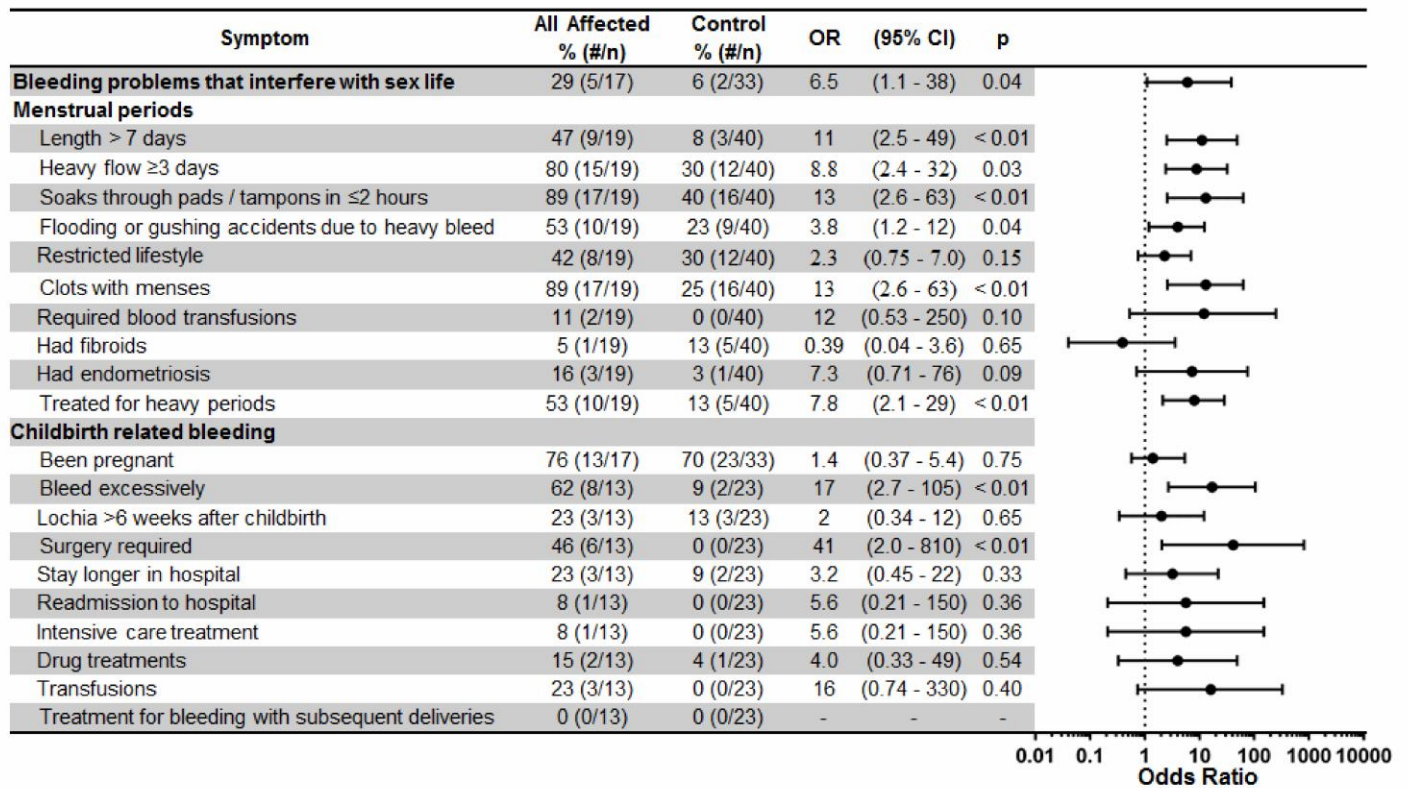 Symptom All Affected % (#/n) Control % (#/n) OR (95% CI) p
Bleeding problems that interfere with sex life 29 (5/17) 6 (2/33) 6.5 (1.1 - 38) 0.04
Menstrual periods
Length > 7 days 47 (9/19) 8 (3/40) 11 (2.5 - 49) < 0.01
Heavy flow ≥3 days 80 (15/19) 30 (12/40) 8.8 (2.4 - 32) 0.03
Soaks through pads / tampons in ≤2 hours 89 (17/19) 40 (16/40) 13 (2.6 - 63) < 0.01
Flooding or gushing accidents due to heavy bleed 53 (10/19) 23 (9/40) 3.8 (1.2 - 12) 0.04
Restricted lifestyle 42 (8/19) 30 (12/40) 2.3 (0.75 - 7.0) 0.15
Clots with menses 89 (17/19) 25 (16/40) 13 (2.6 - 63) < 0.01
Required blood transfusions 11 (2/19) 0 (0/40) 12 (0.53 - 250) 0.10
Had fibroids 5 (1/19) 13 (5/40) 0.39 (0.04 - 3.6) 0.65
Had endometriosis 16 (3/19) 3 (1/40) 7.3 (0.71 - 76) 0.09
Treated for heavy periods 53 (10/19) 13 (5/40) 7.8 (2.1 - 29) < 0.01
Childbirth related bleeding
Been pregnant 76 (13/17) 70 (23/33) 1.4 (0.37 - 5.4) 0.75
Bleed excessively 62 (8/13) 9 (2/23) 17 (2.7 - 105) < 0.01
Lochia >6 weeks after childbirth 23 (3/13) 13 (3/23) 2 (0.34 - 12) 0.65
Surgery required 46 (6/13) 0 (0/23) 41 (2.0 - 810) < 0.01
Stay longer in hospital 23 (3/13) 9 (2/23) 3.2 (0.45 - 22) 0.33
Readmission to hospital 8 (1/13) 0 (0/23) 5.6 (0.21 - 150) 0.36
Intensive care treatment 8 (1/13) 0 (0/23) 5.6 (0.21 - 150) 0.36
Drug treatments 15 (2/13) 4 (1/23) 4.0 (0.33 - 49) 0.54
Transfusions 23 (3/13) 0 (0/23) 16 (0.74 - 330) 0.40
Treatment for bleeding with subsequent deliveries 0 (0/13) 0 (0/23) - - -
0.01 0.1 1 10 100 1000 10000
Odds Ratio